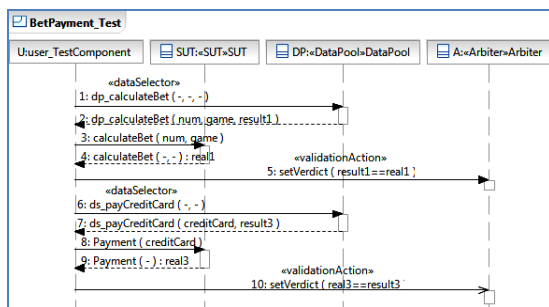 BetPayment_Test
U:user_TestComponent
SUT:«SUT»SUT
DP:«DataPool»DataPool
A:«Arbiter»Arbiter
«dataSelector»
1: dp_calculateBet ( -, -, - )
2: dp_calculateBet ( num, game, result1 )
3: calculateBet ( num, game )
4: calculateBet ( -, - ) : real1
«validationAction»
5: setVerdict ( result1==real1 )
«dataSelector»
6: ds_payCreditCard ( -, - )
7: ds_payCreditCard ( creditCard, result3 )
8: Payment ( creditCard )
9: Payment ( - ) : real3
«validationAction»
10: setVerdict ( real3==result3